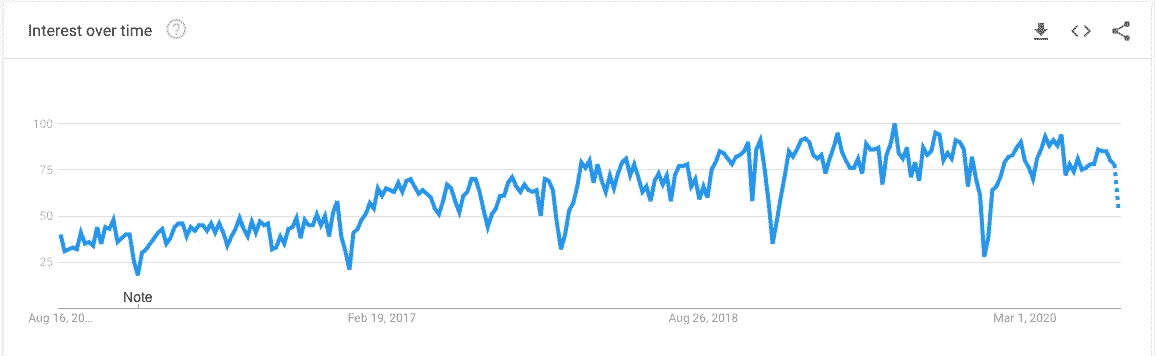 Interest over time
100
75
50
25
Note
Aug 16, 20...
Feb 19, 2017
Aug 26, 2018
Mar 1, 2020